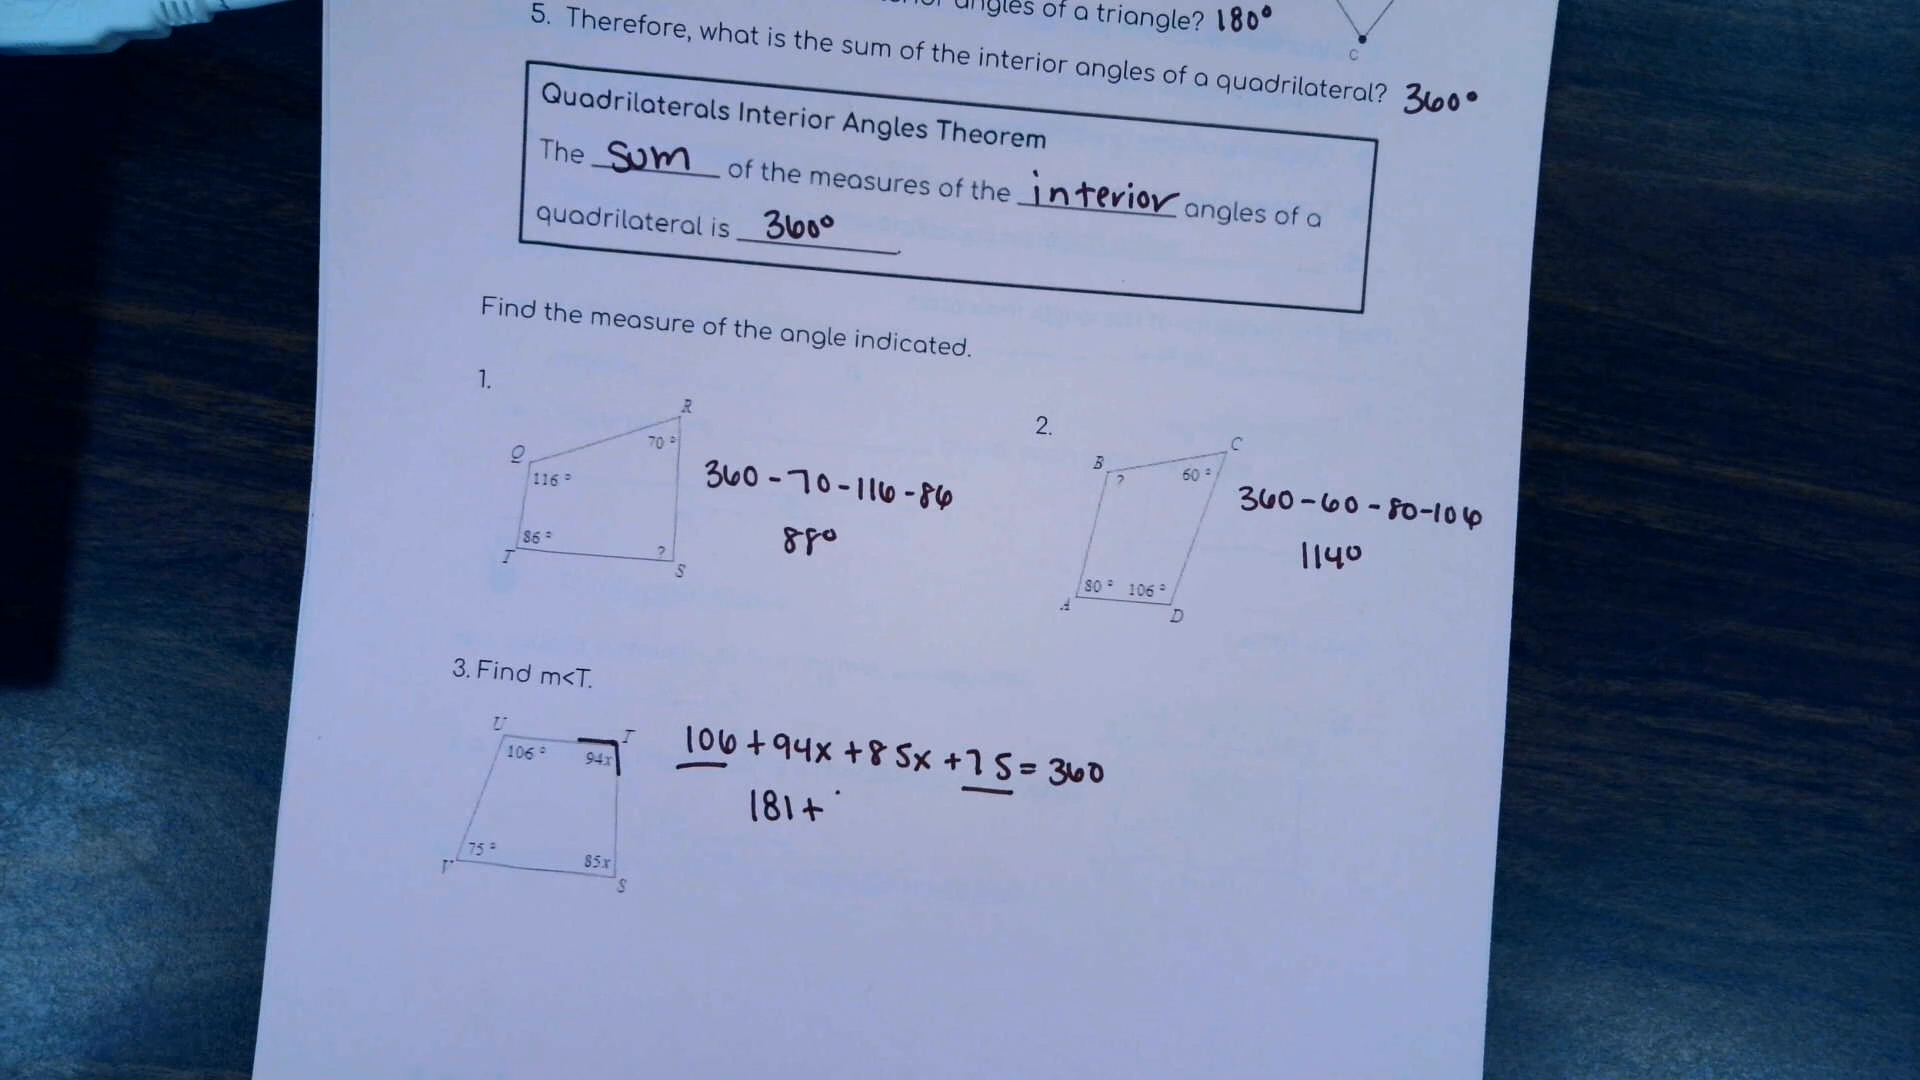 angles of a triangle? 180°
C
5. Therefore, what is the sum of the interior angles of a quadrilateral? 360°
Quadrilaterals Interior Angles Theorem
The sum of the measures of the interior angles of a
quadrilateral is 360°.
Find the measure of the angle indicated.
1.
R
70°
Q
116°
86°
T
?
S
360-70-116-86
88°
2.
C
B
?
60°
80° 106°
A
D
360-60-80-106
114°
3. Find m<T.
U
T
106°
94x
75°
85x
S
106+94x+85x+75=360
181+